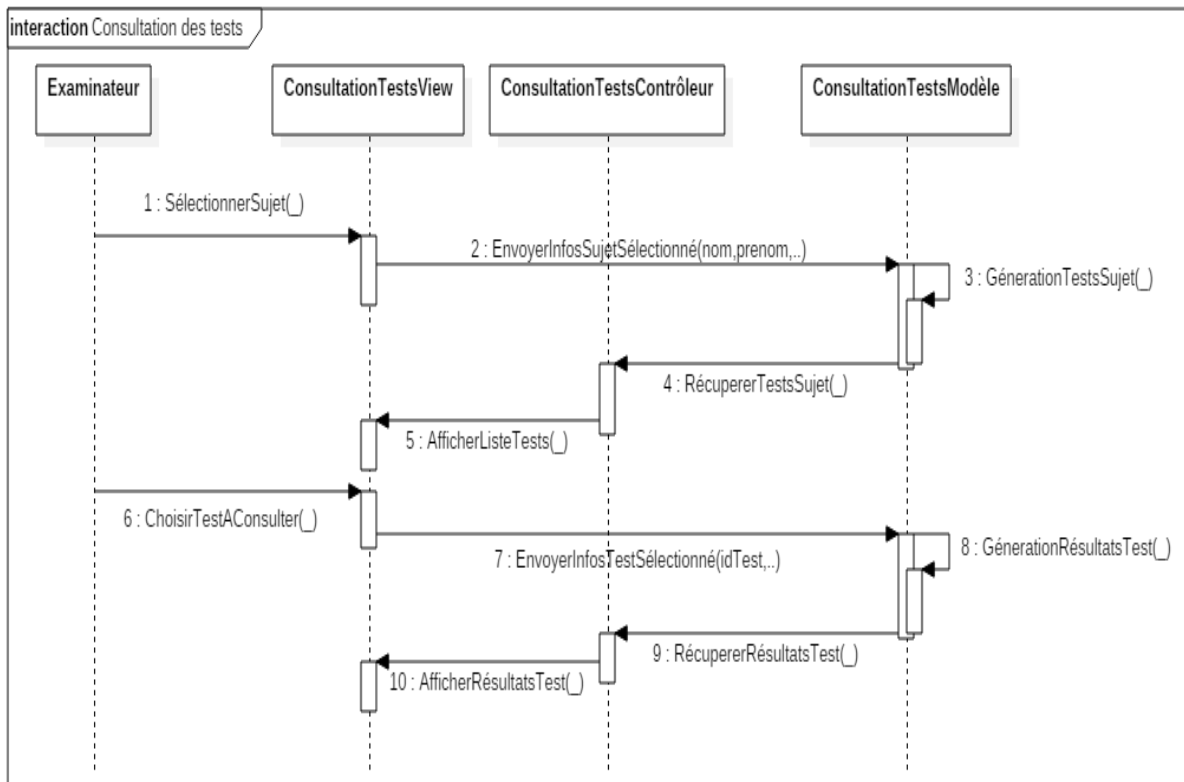 interaction Consultation des tests
Examinateur
ConsultationTestsView
ConsultationTestsContrôleur
ConsultationTestsModèle
1 : SélectionnerSujet(_)
2 : EnvoyerInfosSujetSélectionné(nom,prenom,..)
3 : GénerationTestsSujet(_)
4 : RécupererTestsSujet(_)
5 : AfficherListeTests(_)
6 : ChoisirTestAConsulter(_)
7 : EnvoyerInfosTestSélectionné(idTest,..)
8 : GénerationRésultatsTest(_)
9 : RécupererRésultatsTest(_)
10 : AfficherRésultatsTest(_)